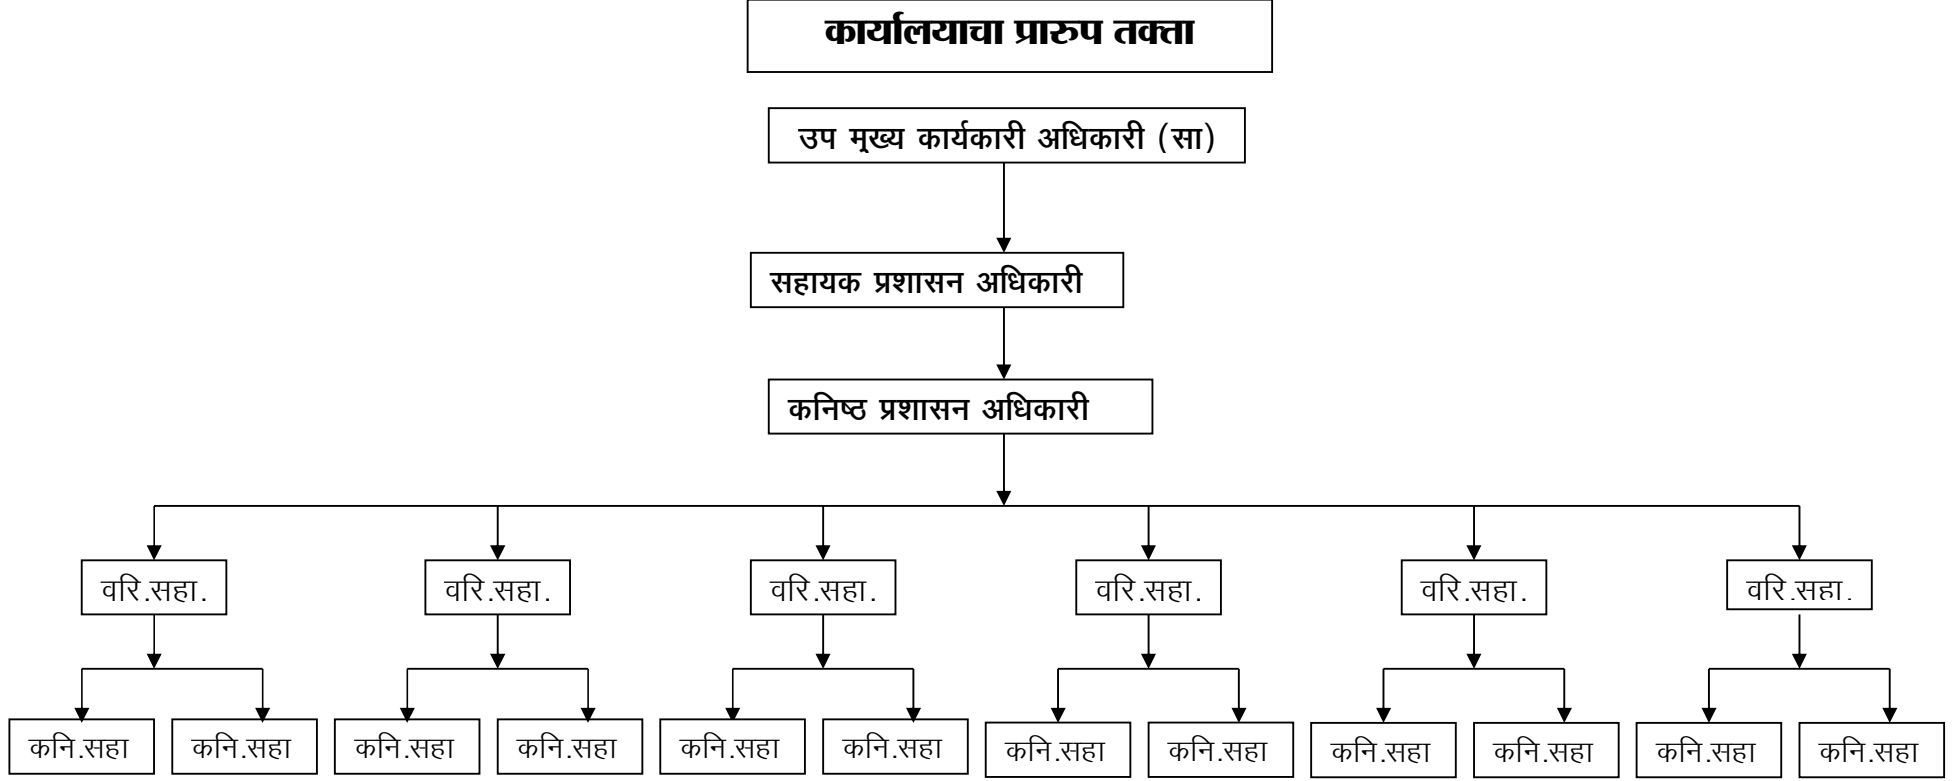 कार्यालयाचा प्रारुप तक्ता
उप मुख्य कार्यकारी अधिकारी (सा)
सहायक प्रशासन अधिकारी
कनिष्ठ प्रशासन अधिकारी
वरि.सहा. वरि.सहा. वरि.सहा. वरि.सहा. वरि.सहा. वरि.सहा.
कनि.सहा कनि.सहा कनि.सहा कनि.सहा कनि.सहा कनि.सहा कनि.सहा कनि.सहा कनि.सहा कनि.सहा कनि.सहा कनि.सहा